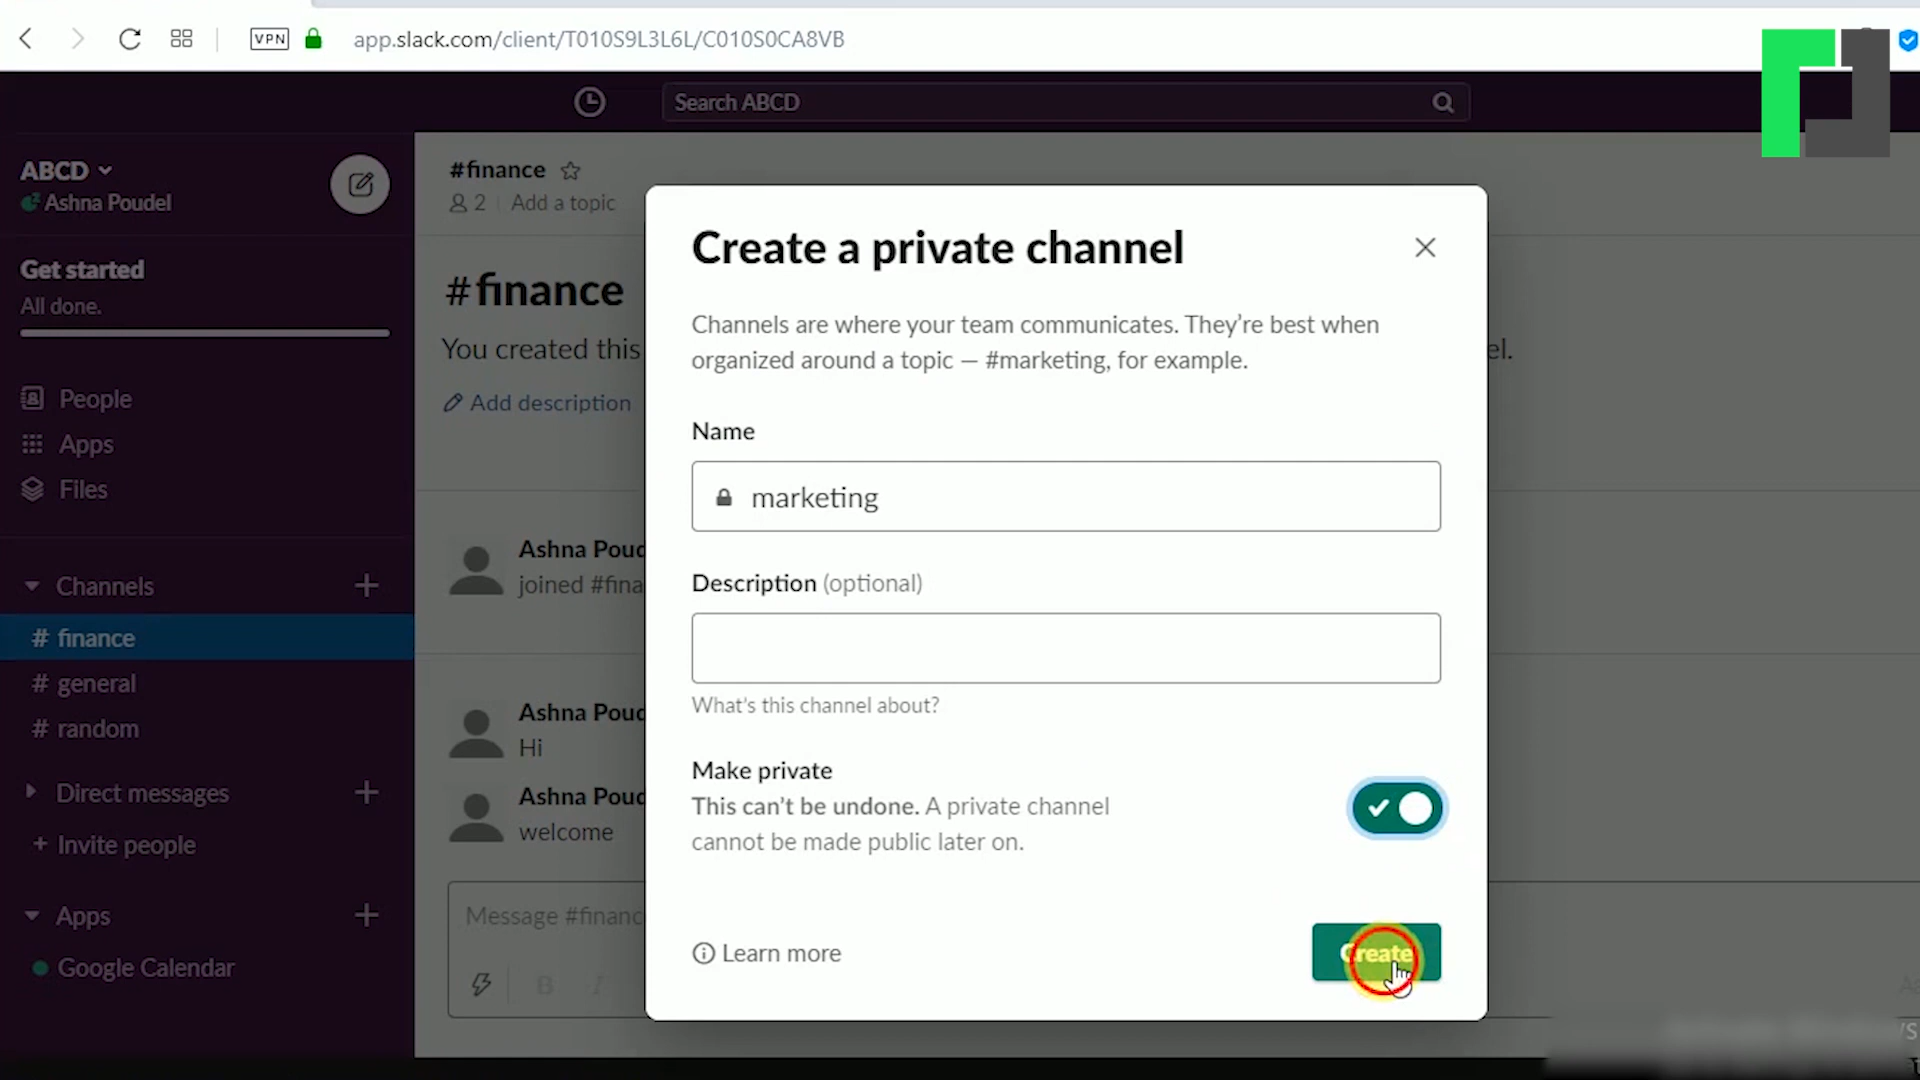 VPN
app.slack.com/client/T010S9L3L6L/C010S0CA8VB
Search ABCD
ABCD
Ashna Poudel
Get started
All done.
People
Apps
Files
Channels
# finance
# general
# random
Direct messages
+ Invite people
Apps
Google Calendar
#finance
2 Add a topic
#finance
You created this
el.
Add description
Ashna Poud
joined #fina
Ashna Poud
Hi
Ashna Poud
welcome
Message #financ
B I
Create a private channel
Channels are where your team communicates. They're best when
organized around a topic — #marketing, for example.
Name
marketing
Description (optional)
What's this channel about?
Make private
This can't be undone. A private channel
cannot be made public later on.
Learn more
Create